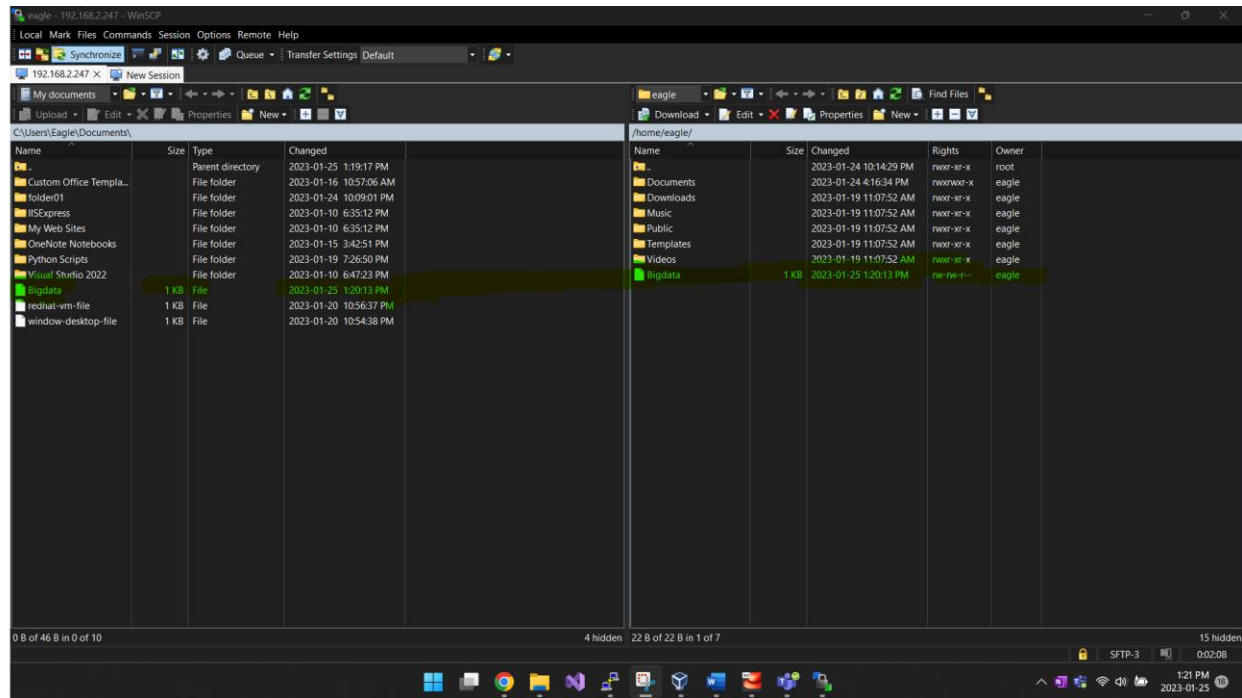 eagle - 192.168.2.247 - WinSCP
Local Mark Files Commands Session Options Remote Help
Synchronize Queue Transfer Settings Default
192.168.2.247 × New Session
My documents
Upload Edit Properties New
C:\Users\Eagle\Documents\
Name Size Type Changed
.. Parent directory 2023-01-25 1:19:17 PM
Custom Office Templa... File folder 2023-01-16 10:57:06 AM
folder01 File folder 2023-01-24 10:09:01 PM
IISExpress File folder 2023-01-10 6:35:12 PM
My Web Sites File folder 2023-01-10 6:35:12 PM
OneNote Notebooks File folder 2023-01-15 3:42:51 PM
Python Scripts File folder 2023-01-19 7:26:50 PM
Visual Studio 2022 File folder 2023-01-10 6:47:23 PM
Bigdata 1 KB File 2023-01-25 1:20:13 PM
redhat-vm-file 1 KB File 2023-01-20 10:56:37 PM
window-desktop-file 1 KB File 2023-01-20 10:54:38 PM
0 B of 46 B in 0 of 10 4 hidden
eagle Find Files
Download Edit Properties New
/home/eagle/
Name Size Changed Rights Owner
.. 2023-01-24 10:14:29 PM rwxr-xr-x root
Documents 2023-01-24 4:16:34 PM rwxrwxr-x eagle
Downloads 2023-01-19 11:07:52 AM rwxr-xr-x eagle
Music 2023-01-19 11:07:52 AM rwxr-xr-x eagle
Public 2023-01-19 11:07:52 AM rwxr-xr-x eagle
Templates 2023-01-19 11:07:52 AM rwxr-xr-x eagle
Videos 2023-01-19 11:07:52 AM rwxr-xr-x eagle
Bigdata 1 KB 2023-01-25 1:20:13 PM rw-rw-r-- eagle
22 B of 22 B in 1 of 7 15 hidden
SFTP-3 0:02:08
1:21 PM
2023-01-25 18